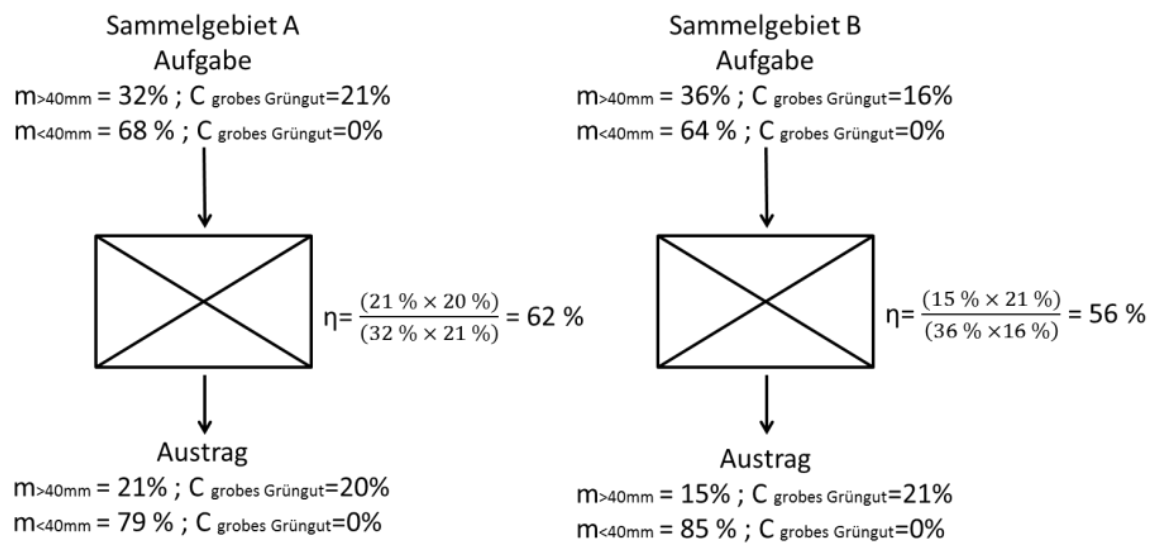 Sammelgebiet A
Aufgabe
m>40mm = 32% ; C grobes Grüngut=21%
m<40mm = 68 % ; C grobes Grüngut=0%
η= (21 % × 20 %) / (32 % × 21 %) = 62 %
Austrag
m>40mm = 21% ; C grobes Grüngut=20%
m<40mm = 79 % ; C grobes Grüngut=0%
Sammelgebiet B
Aufgabe
m>40mm = 36% ; C grobes Grüngut=16%
m<40mm = 64 % ; C grobes Grüngut=0%
η= (15 % × 21 %) / (36 % ×16 %) = 56 %
Austrag
m>40mm = 15% ; C grobes Grüngut=21%
m<40mm = 85 % ; C grobes Grüngut=0%